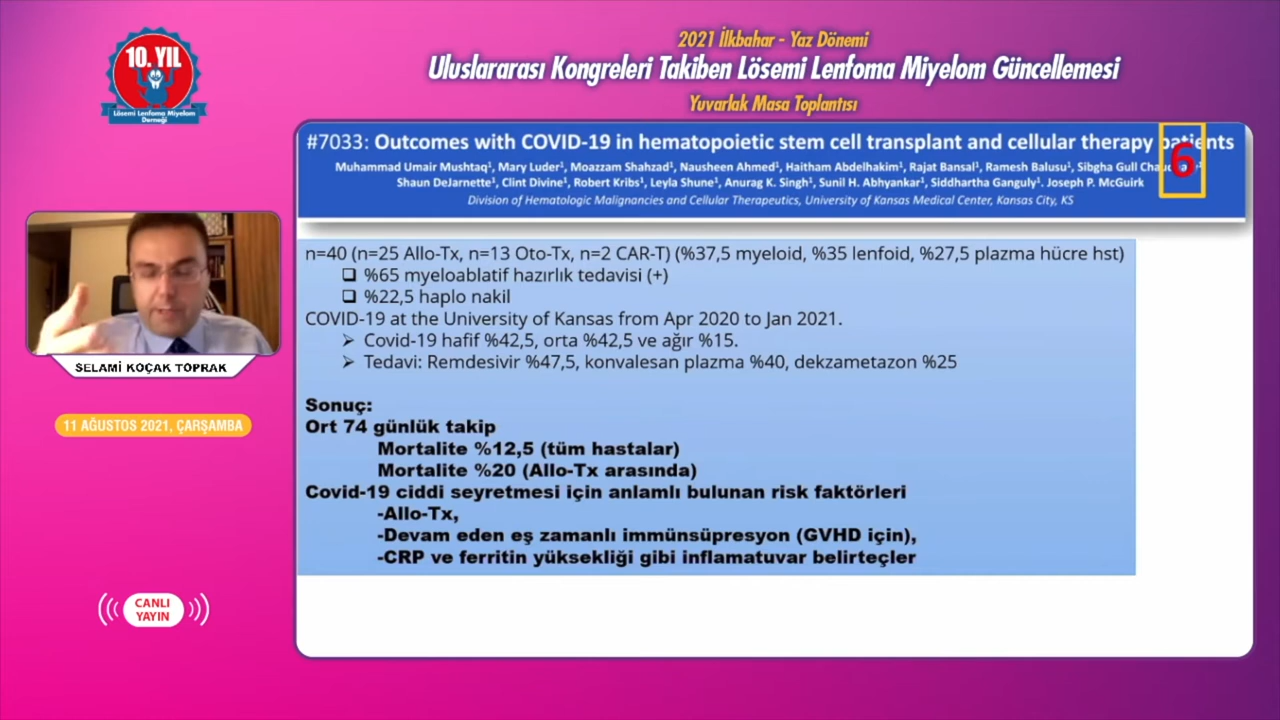 10. YIL
Lösemi Lenfoma Miyelom
Derneği
2021 İlkbahar - Yaz Dönemi
Uluslararası Kongreleri Takiben Lösemi Lenfoma Miyelom Güncellemesi
Yuvarlak Masa Toplantısı
#7033: Outcomes with COVID-19 in hematopoietic stem cell transplant and cellular therapy patients
6
Muhammad Umair Mushtaq¹, Mary Luder¹, Moazzam Shahzad¹, Nausheen Ahmed¹, Haitham Abdelhakim¹, Rajat Bansal¹, Ramesh Balusu¹, Sibgha Gull
Shaun DeJarnette¹, Clint Divine¹, Robert Kribs¹, Leyla Shune¹, Anurag K. Singh¹, Sunil H. Abhyankar¹, Siddhartha Ganguly¹. Joseph P. McGuirk
Division of Hematologic Malignancies and Cellular Therapeutics, University of Kansas Medical Center, Kansas City, KS
n=40 (n=25 Allo-Tx, n=13 Oto-Tx, n=2 CAR-T) (%37,5 myeloid, %35 lenfoid, %27,5 plazma hücre hst)
❑ %65 myeloablatif hazırlık tedavisi (+)
❑ %22,5 haplo nakil
COVID-19 at the University of Kansas from Apr 2020 to Jan 2021.
➢ Covid-19 hafif %42,5, orta %42,5 ve ağır %15.
➢ Tedavi: Remdesivir %47,5, konvalesan plazma %40, dekzametazon %25
Sonuç:
Ort 74 günlük takip
Mortalite %12,5 (tüm hastalar)
Mortalite %20 (Allo-Tx arasında)
Covid-19 ciddi seyretmesi için anlamlı bulunan risk faktörleri
-Allo-Tx,
-Devam eden eş zamanlı immünsüpresyon (GVHD için),
-CRP ve ferritin yüksekliği gibi inflamatuvar belirteçler
SELAMİ KOÇAK TOPRAK
11 AĞUSTOS 2021, ÇARŞAMBA
CANLI
YAYIN